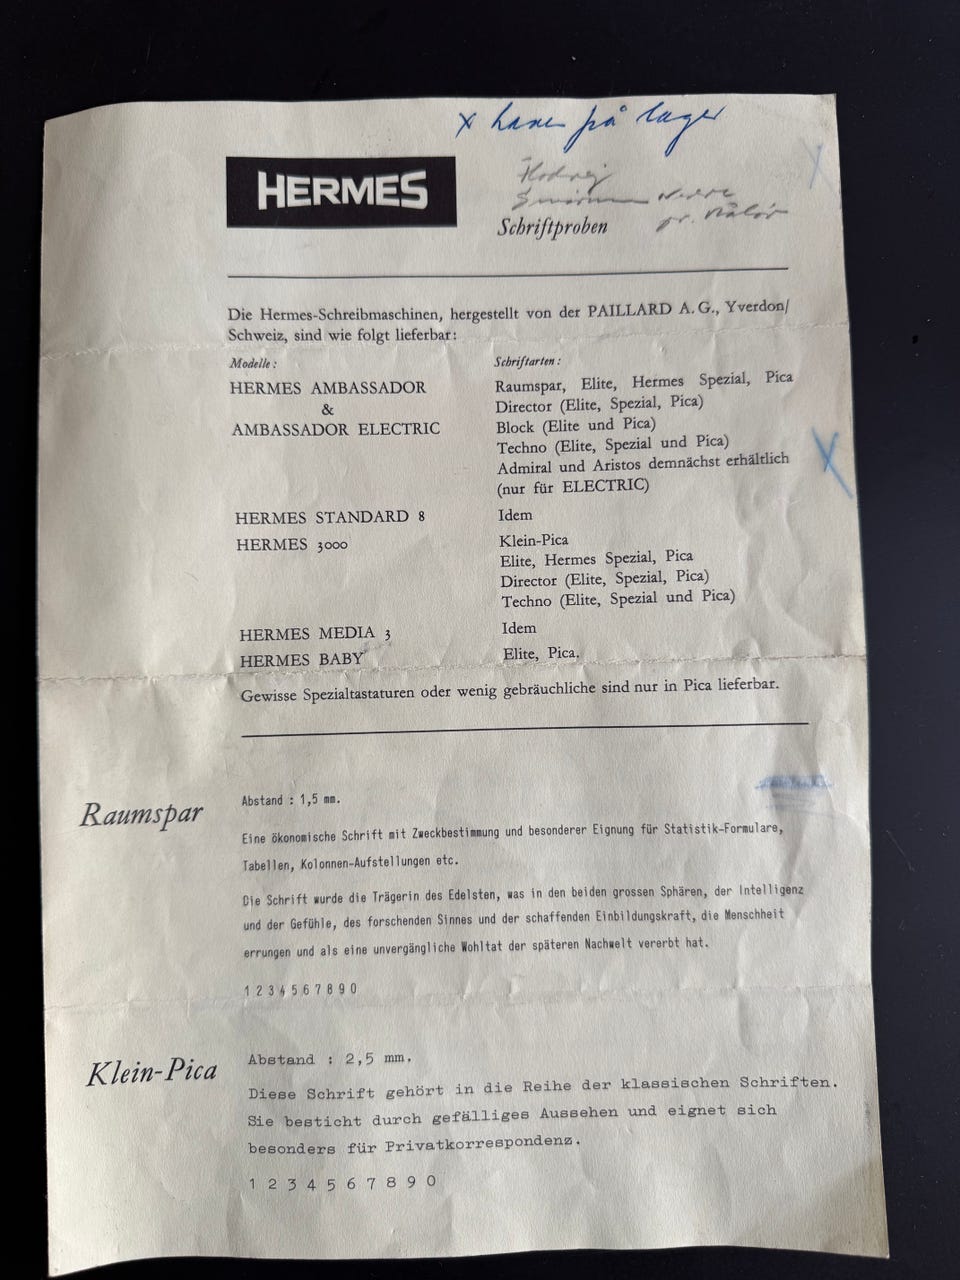 x haves på lager
HERMES
Schriftproben
Die Hermes-Schreibmaschinen, hergestellt von der PAILLARD A.G., Yverdon/
Schweiz, sind wie folgt lieferbar:
Modelle:
Schriftarten:
HERMES AMBASSADOR
&
AMBASSADOR ELECTRIC
Raumspar, Elite, Hermes Spezial, Pica
Director (Elite, Spezial, Pica)
Block (Elite und Pica)
Techno (Elite, Spezial und Pica)
Admiral und Aristos demnächst erhältlich
(nur für ELECTRIC)
X
HERMES STANDARD 8
Idem
HERMES 3000
Klein-Pica
Elite, Hermes Spezial, Pica
Director (Elite, Spezial, Pica)
Techno (Elite, Spezial und Pica)
HERMES MEDIA 3
Idem
HERMES BABY
Elite, Pica.
Gewisse Spezialtastaturen oder wenig gebräuchliche sind nur in Pica lieferbar.
Raumspar
Abstand : 1,5 mm.
Eine ökonomische Schrift mit Zweckbestimmung und besonderer Eignung für Statistik-Formulare,
Tabellen, Kolonnen-Aufstellungen etc.
Die Schrift wurde die Trägerin des Edelsten, was in den beiden grossen Sphären, der Intelligenz
und der Gefühle, des forschenden Sinnes und der schaffenden Einbildungskraft, die Menschheit
errungen und als eine unvergängliche Wohltat der späteren Nachwelt vererbt hat.
1 2 3 4 5 6 7 8 9 0
Klein-Pica
Abstand : 2,5 mm.
Diese Schrift gehört in die Reihe der klassischen Schriften.
Sie besticht durch gefälliges Aussehen und eignet sich
besonders für Privatkorrespondenz.
1 2 3 4 5 6 7 8 9 0